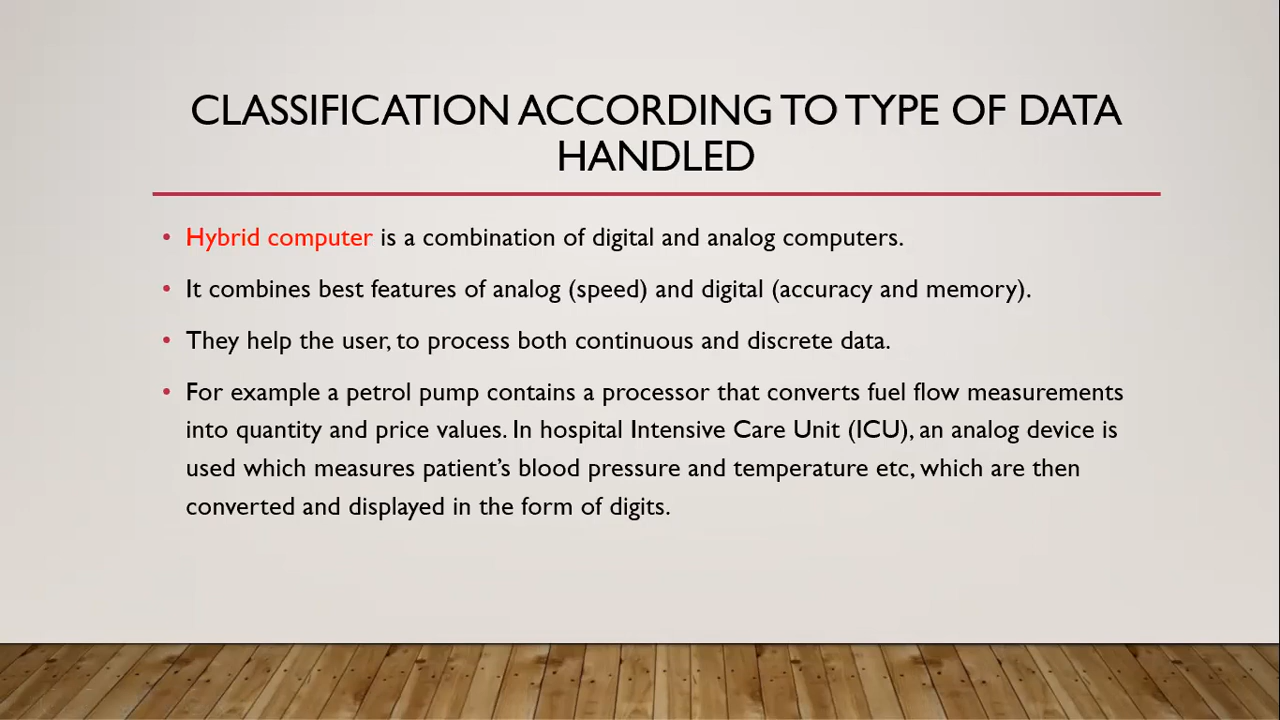 CLASSIFICATION ACCORDING TO TYPE OF DATA
HANDLED
• Hybrid computer is a combination of digital and analog computers.
• It combines best features of analog (speed) and digital (accuracy and memory).
• They help the user, to process both continuous and discrete data.
• For example a petrol pump contains a processor that converts fuel flow measurements
into quantity and price values. In hospital Intensive Care Unit (ICU), an analog device is
used which measures patient’s blood pressure and temperature etc, which are then
converted and displayed in the form of digits.